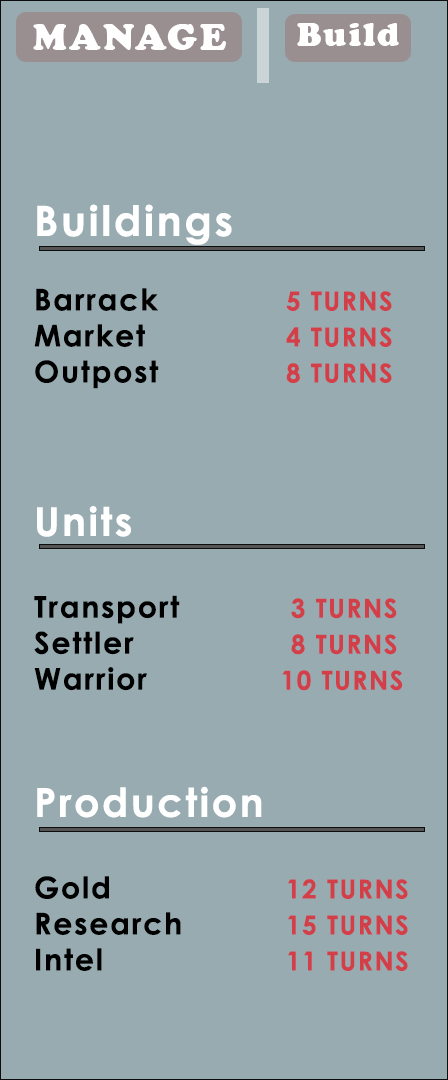 MANAGE Build
Buildings
Barrack 5 TURNS
Market 4 TURNS
Outpost 8 TURNS
Units
Transport 3 TURNS
Settler 8 TURNS
Warrior 10 TURNS
Production
Gold 12 TURNS
Research 15 TURNS
Intel 11 TURNS